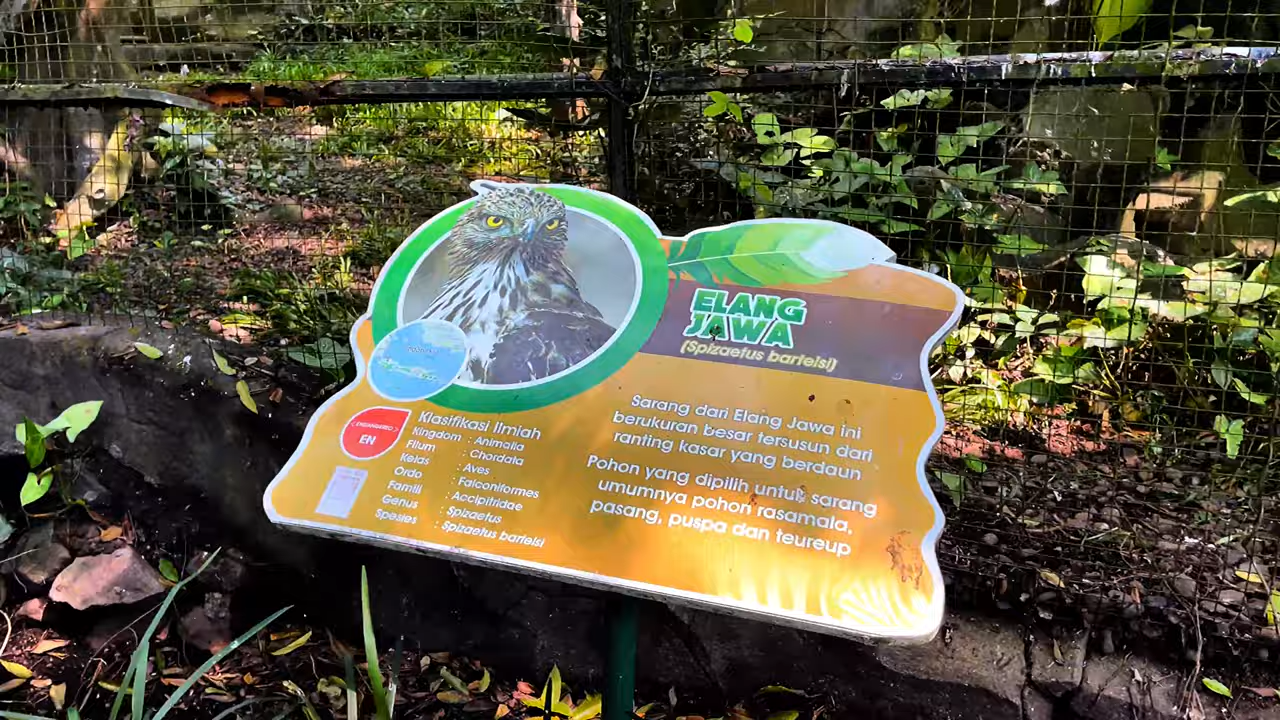 ELANG
JAWA
(Spizaetus bartelsi)
Sarang dari Elang Jawa ini
berukuran besar tersusun dari
ranting kasar yang berdaun
Pohon yang dipilih untuk sarang
umumnya pohon rasamala,
pasang, puspa dan teureup
ENDANGERED
EN
Klasifikasi Ilmiah
Kingdom : Animalia
Filum : Chordata
Kelas : Aves
Ordo : Falconiformes
Famili : Accipitridae
Genus : Spizaetus
Spesies : Spizaetus bartelsi